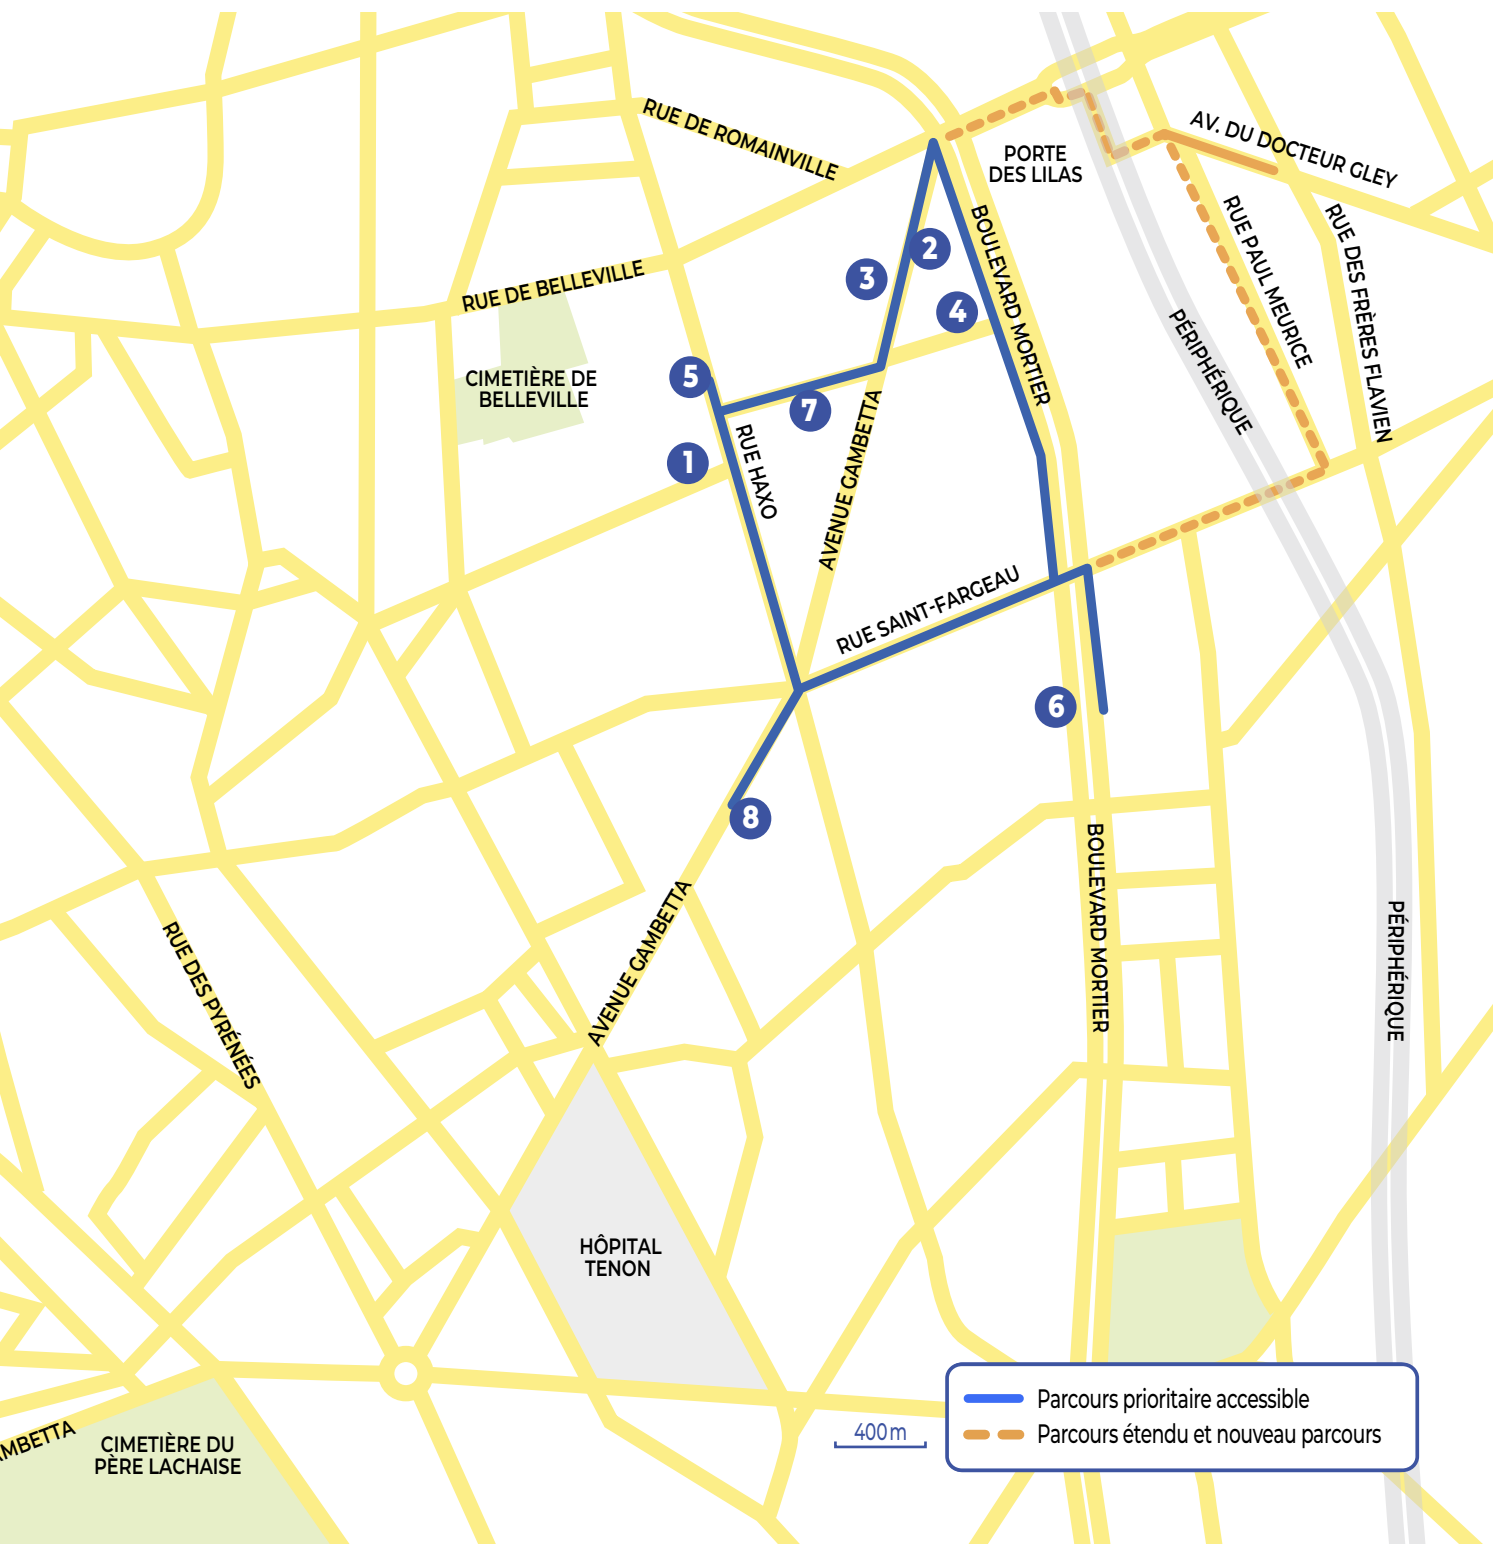 RUE DE ROMAINVILLE
AV. DU DOCTEUR GLEY
PORTE
DES LILAS
RUE PAUL MEURICE
RUE DES FRÈRES FLAVIEN
BOULEVARD MORTIER
2
3
4
RUE DE BELLEVILLE
PÉRIPHÉRIQUE
CIMETIÈRE DE
BELLEVILLE
5
7
1
RUE HAXO
AVENUE GAMBETTA
RUE SAINT-FARGEAU
6
8
BOULEVARD MORTIER
AVENUE GAMBETTA
PÉRIPHÉRIQUE
RUE DES PYRÉNÉES
HÔPITAL
TENON
MBETTA
CIMETIÈRE DU
PÈRE LACHAISE
400 m
Parcours prioritaire accessible
Parcours étendu et nouveau parcours